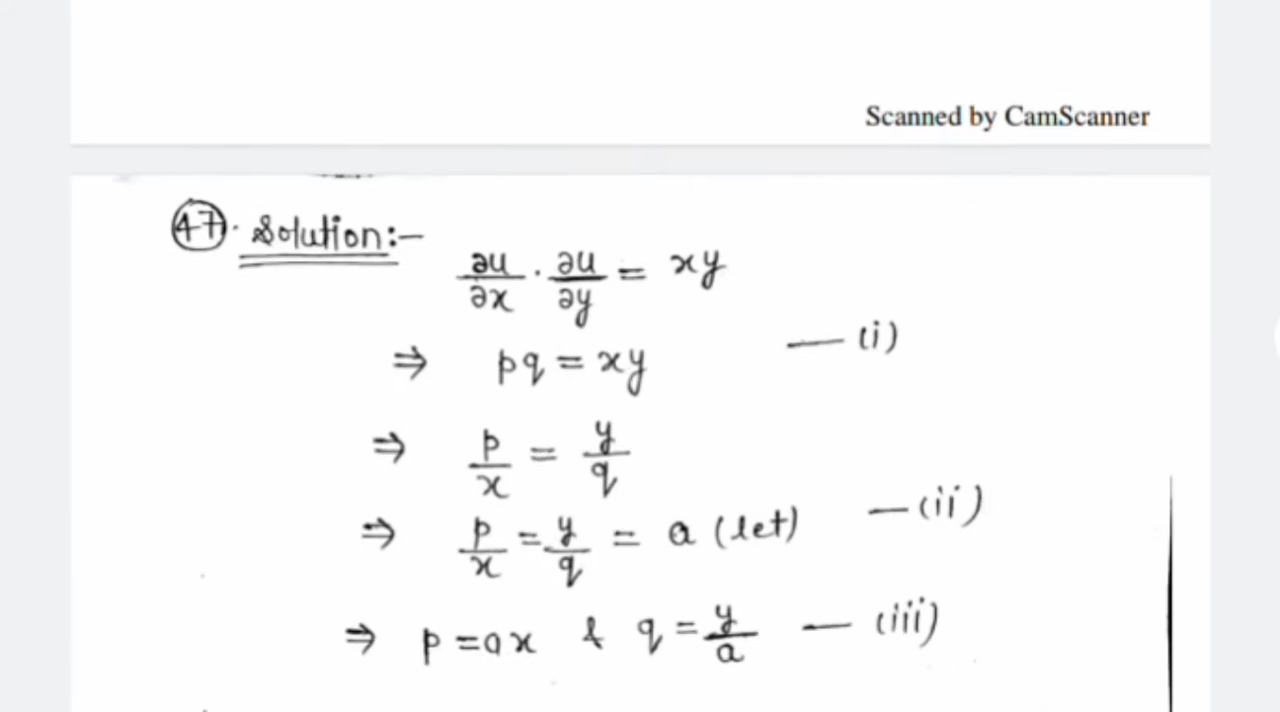 Scanned by CamScanner
47. Solution:-
∂u/∂x · ∂u/∂y = xy
⇒ pq = xy — (i)
⇒ p/x = y/q
⇒ p/x = y/q = a (let) — (ii)
⇒ p = ax & q = y/a — (iii)